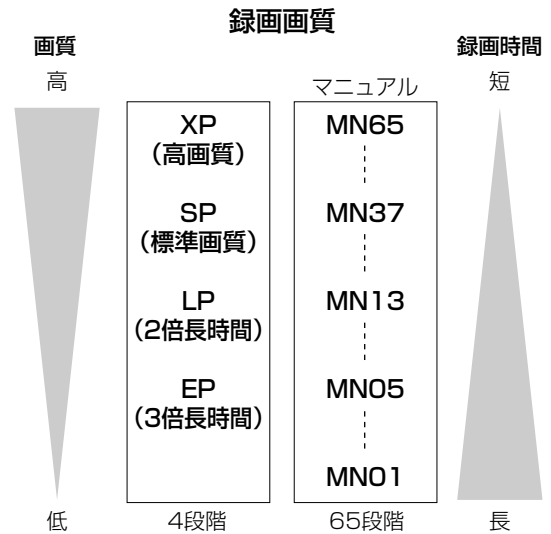 録画画質
画質
録画時間
高
マニュアル
短
XP
（高画質）
MN65
SP
（標準画質）
MN37
LP
（2倍長時間）
MN13
EP
（3倍長時間）
MN05
MN01
低
4段階
65段階
長